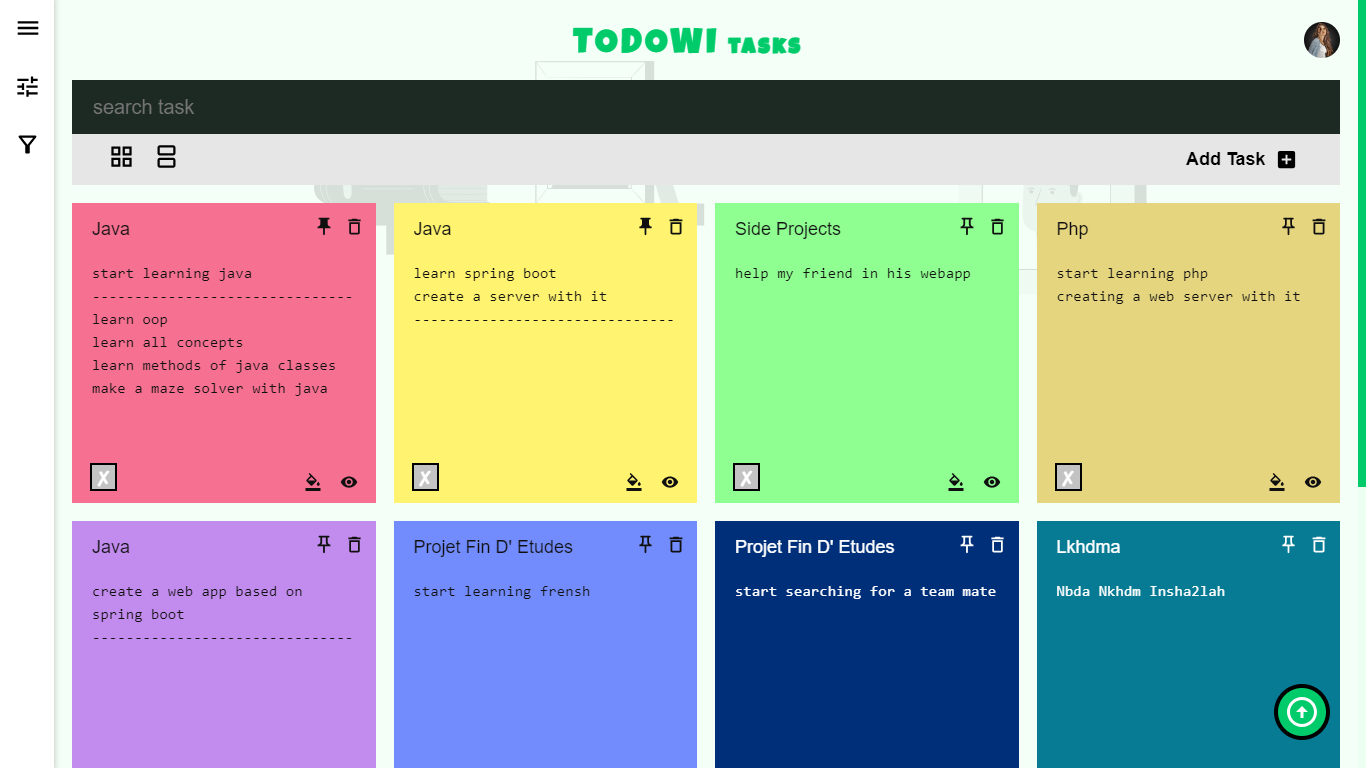 TODOWI TASKS
search task
Add Task
Java
start learning java
-------------------------------
learn oop
learn all concepts
learn methods of java classes
make a maze solver with java
X
Java
learn spring boot
create a server with it
-------------------------------
X
Side Projects
help my friend in his webapp
X
Php
start learning php
creating a web server with it
X
Java
create a web app based on
spring boot
-------------------------------
Projet Fin D' Etudes
start learning frensh
Projet Fin D' Etudes
start searching for a team mate
Lkhdma
Nbda Nkhdm Insha2lah